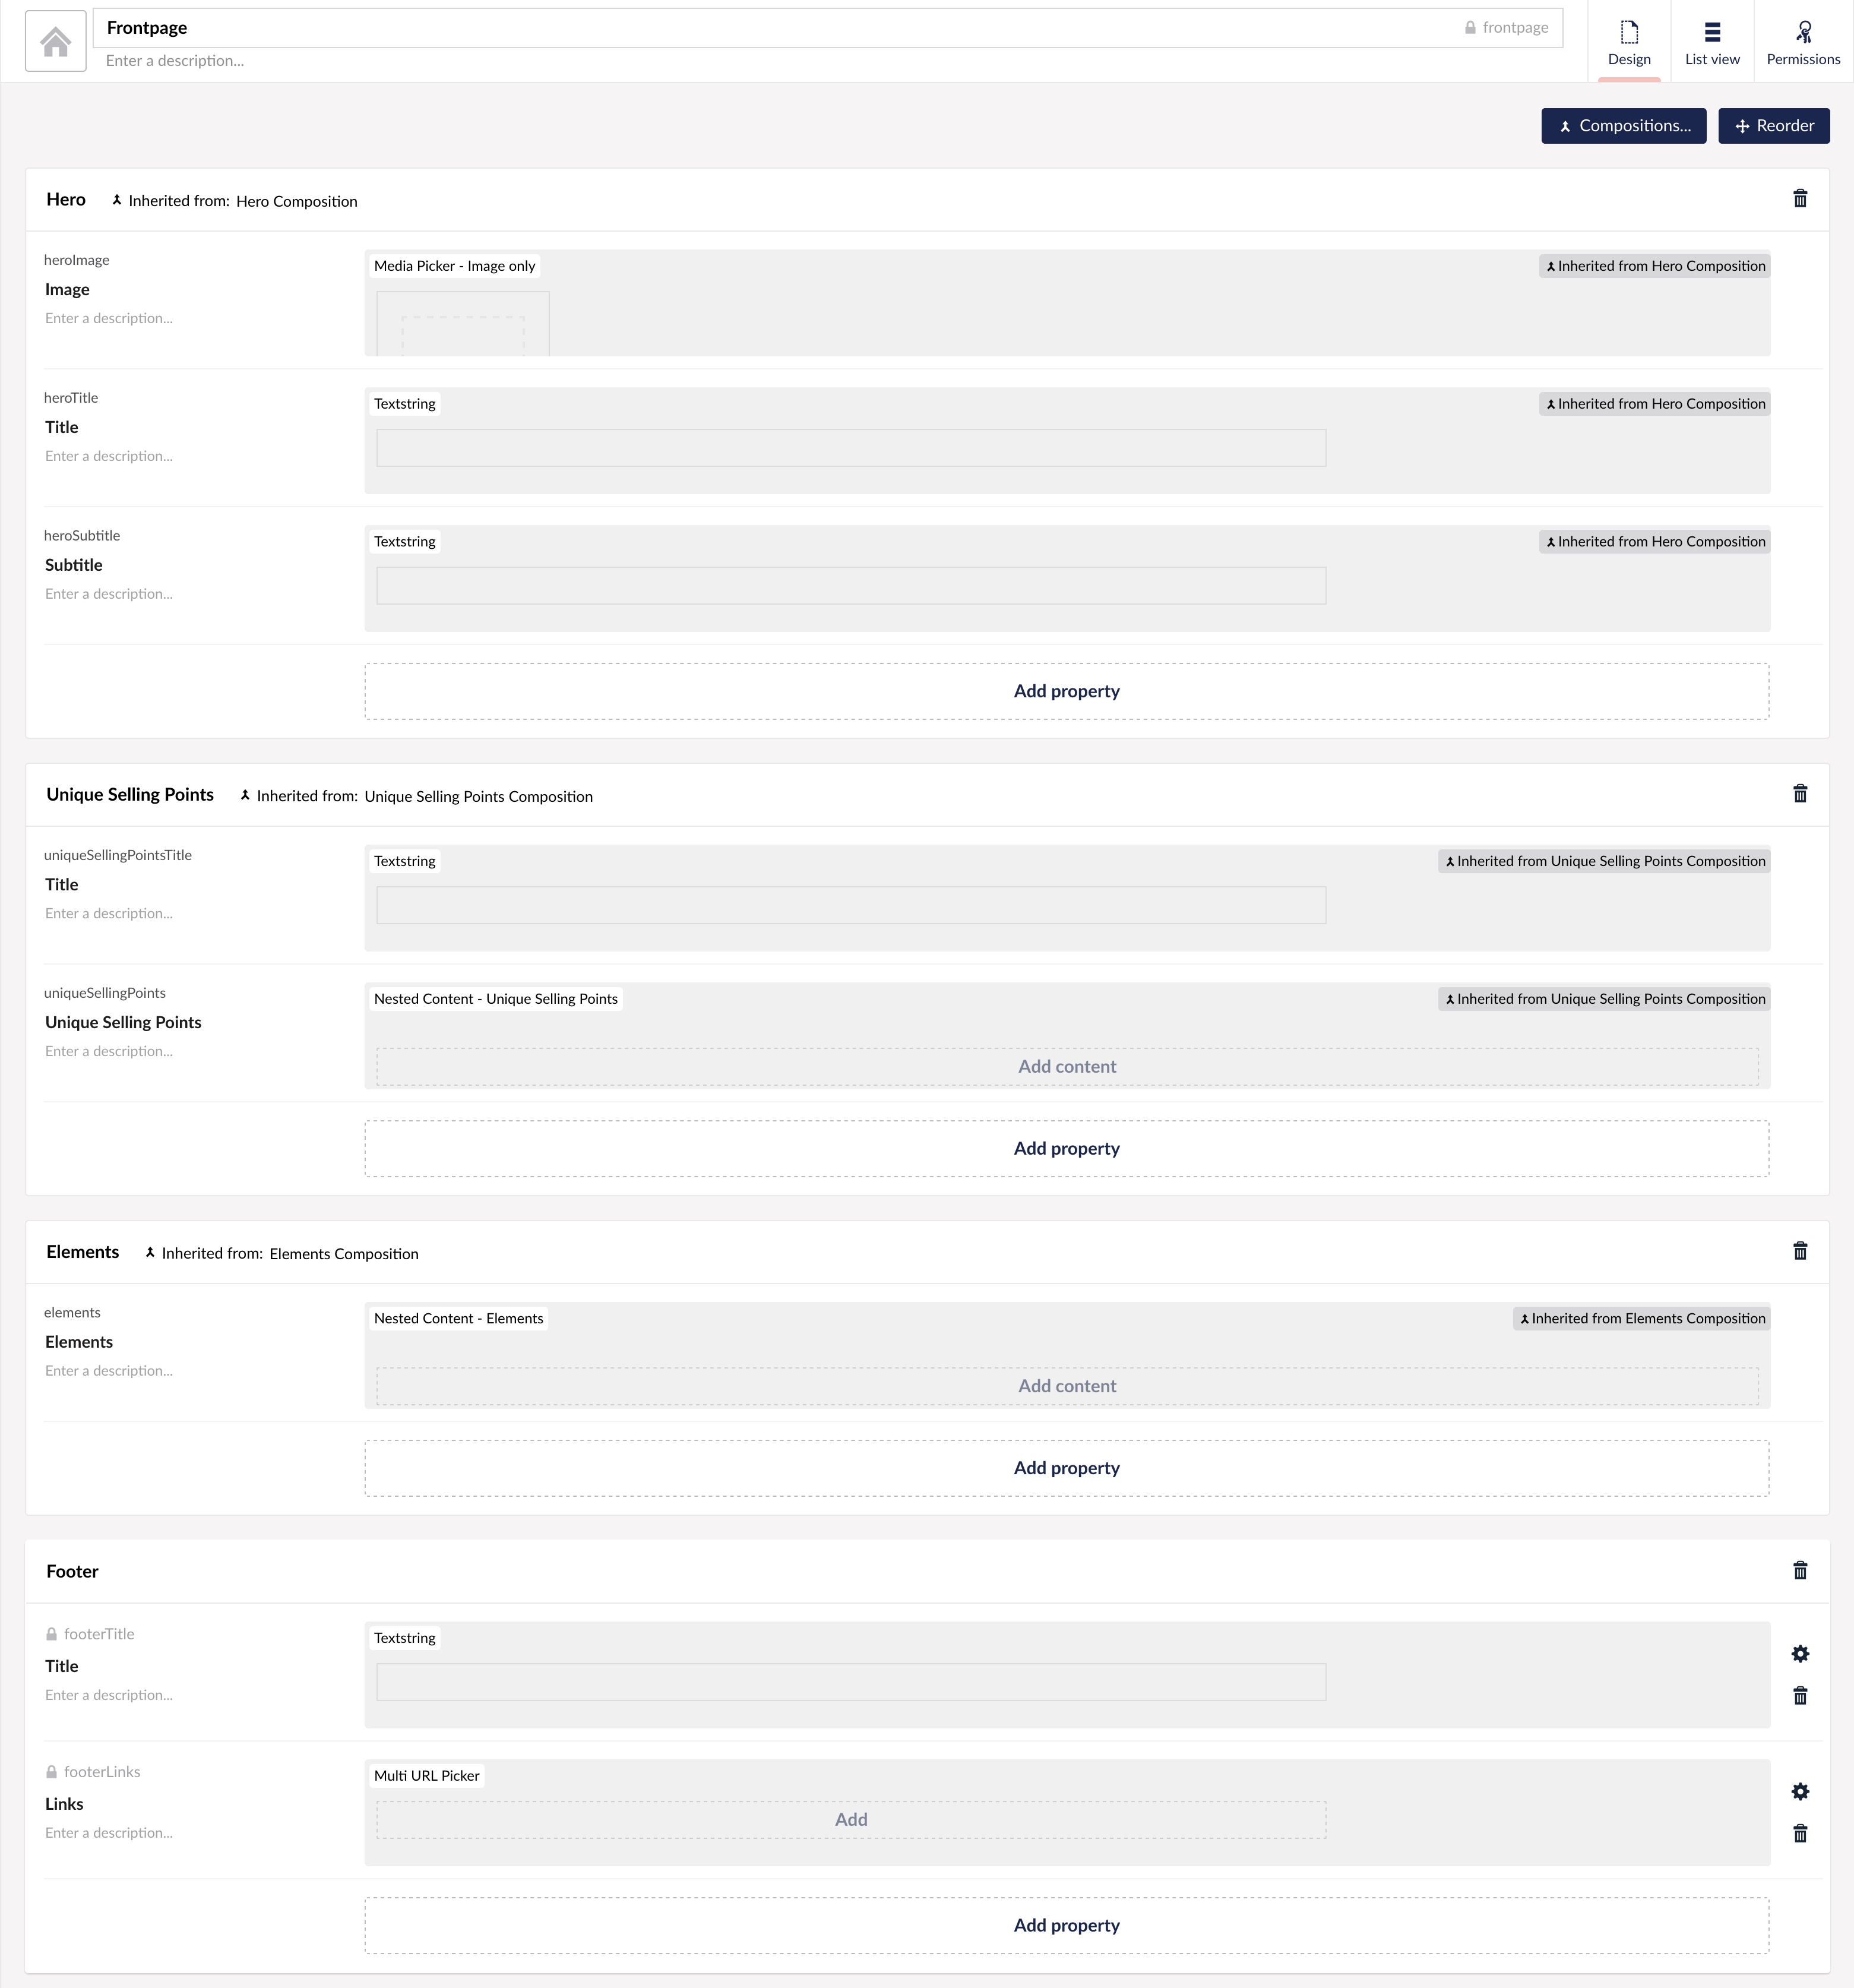 Frontpage
frontpage
Enter a description...
Design
List view
Permissions
Compositions...
Reorder
Hero
Inherited from: Hero Composition
heroImage
Image
Enter a description...
Media Picker - Image only
Inherited from Hero Composition
heroTitle
Title
Enter a description...
Textstring
Inherited from Hero Composition
heroSubtitle
Subtitle
Enter a description...
Textstring
Inherited from Hero Composition
Add property
Unique Selling Points
Inherited from: Unique Selling Points Composition
uniqueSellingPointsTitle
Title
Enter a description...
Textstring
Inherited from Unique Selling Points Composition
uniqueSellingPoints
Unique Selling Points
Enter a description...
Nested Content - Unique Selling Points
Inherited from Unique Selling Points Composition
Add content
Add property
Elements
Inherited from: Elements Composition
elements
Elements
Enter a description...
Nested Content - Elements
Inherited from Elements Composition
Add content
Add property
Footer
footerTitle
Title
Enter a description...
Textstring
footerLinks
Links
Enter a description...
Multi URL Picker
Add
Add property